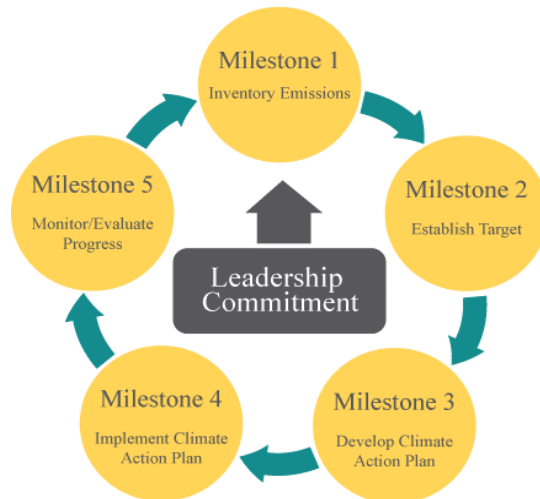 Milestone 1
Inventory Emissions
Milestone 2
Establish Target
Milestone 3
Develop Climate
Action Plan
Milestone 4
Implement Climate
Action Plan
Milestone 5
Monitor/Evaluate
Progress
Leadership
Commitment